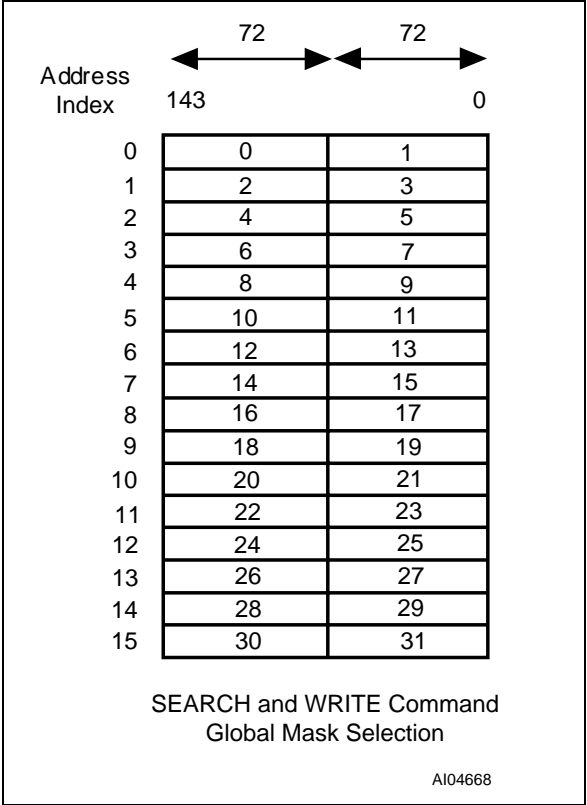 72 72
Address
Index 143 0
0 0 1
1 2 3
2 4 5
3 6 7
4 8 9
5 10 11
6 12 13
7 14 15
8 16 17
9 18 19
10 20 21
11 22 23
12 24 25
13 26 27
14 28 29
15 30 31
SEARCH and WRITE Command
Global Mask Selection
AI04668